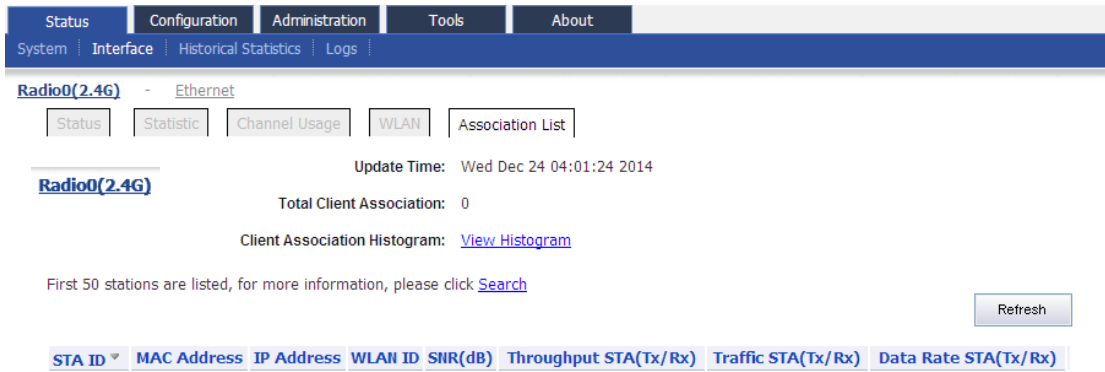 Status Configuration Administration Tools About
System Interface Historical Statistics Logs
Radio0(2.4G) - Ethernet
Status Statistic Channel Usage WLAN Association List
Update Time: Wed Dec 24 04:01:24 2014
Radio0(2.4G)
Total Client Association: 0
Client Association Histogram: View Histogram
First 50 stations are listed, for more information, please click Search
Refresh
STA ID MAC Address IP Address WLAN ID SNR(dB) Throughput STA(Tx/Rx) Traffic STA(Tx/Rx) Data Rate STA(Tx/Rx)